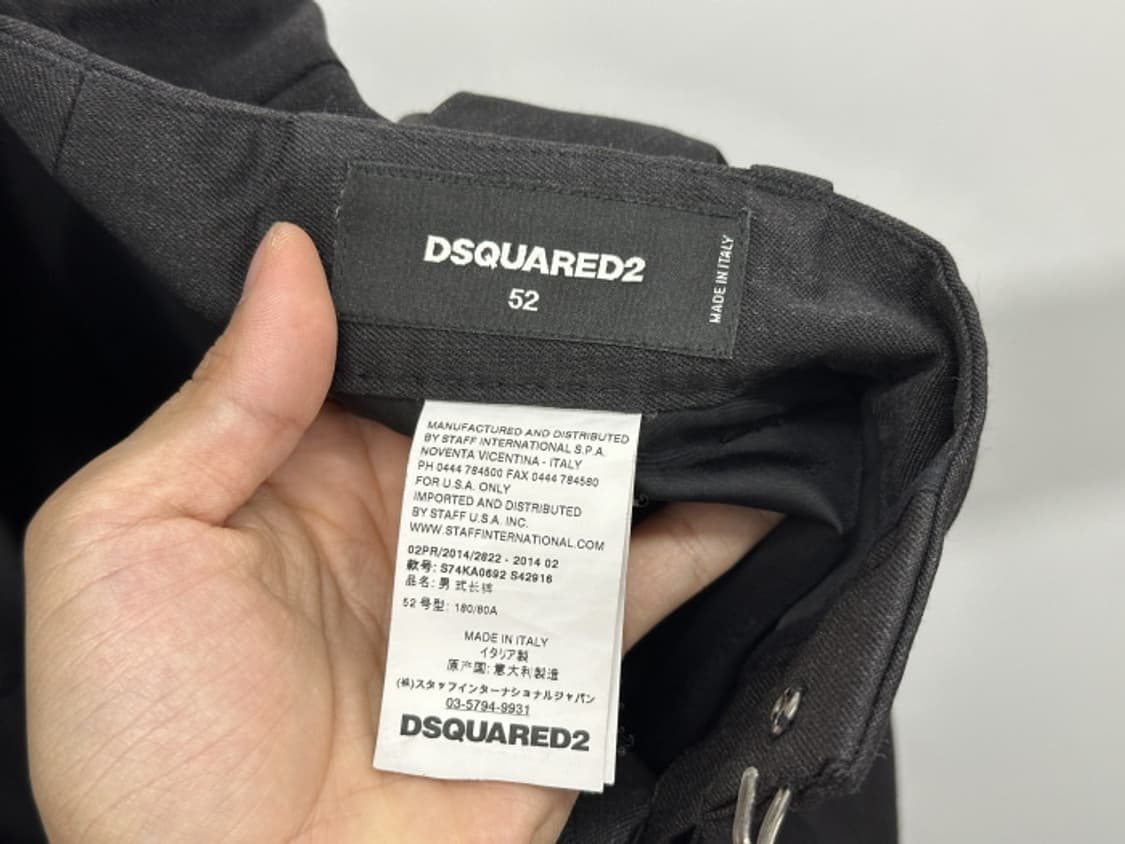 DSQUARED2
52
MADE IN ITALY
MANUFACTURED AND DISTRIBUTED
BY STAFF INTERNATIONAL S.P.A.
NOVENTA VICENTINA - ITALY
PH 0444 784600 FAX 0444 784580
FOR U.S.A. ONLY
IMPORTED AND DISTRIBUTED
BY STAFF U.S.A. INC.
WWW.STAFFINTERNATIONAL.COM
02PR/2014/2822 - 2014 02
款号: S74KA0692 S42916
品名: 男式长裤
52 号型: 180/80A
MADE IN ITALY
イタリア製
原产国: 意大利製造
(株)スタッフインターナショナルジャパン
03-5794-9931
DSQUARED2